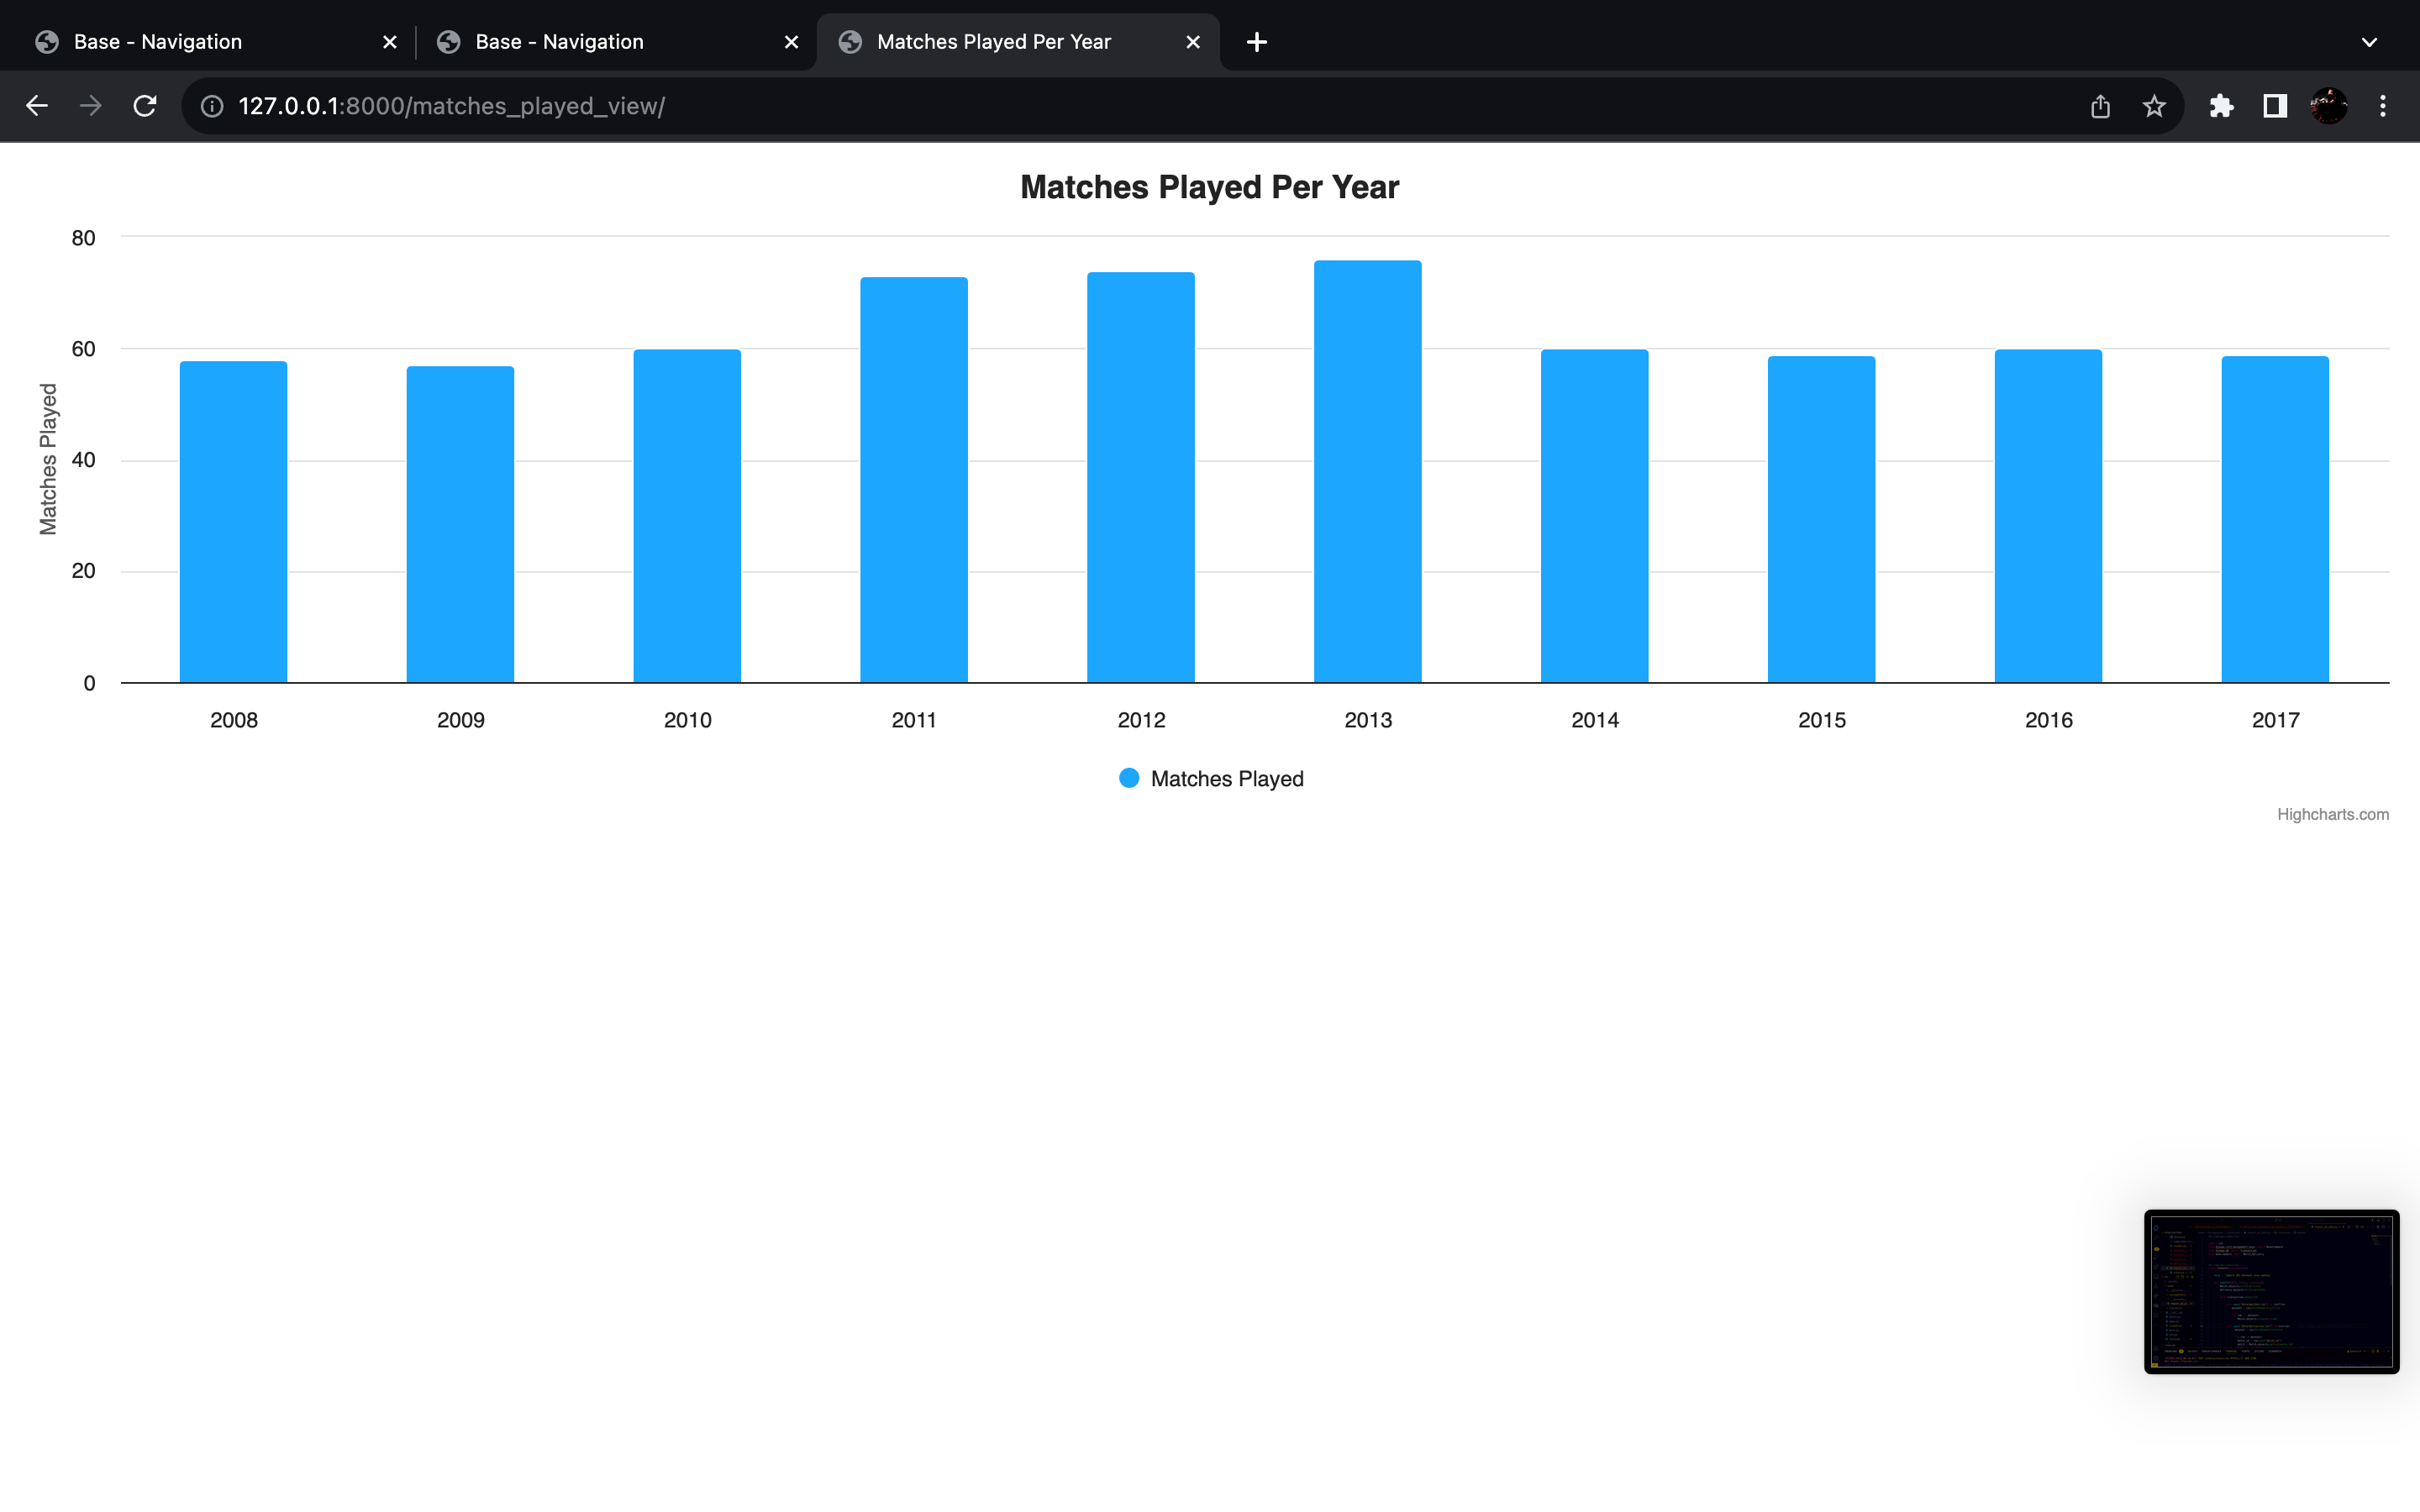 Base - Navigation
Base - Navigation
Matches Played Per Year
127.0.0.1:8000/matches_played_view/
Matches Played Per Year
80
60
40
20
0
Matches Played
2008 2009 2010 2011 2012 2013 2014 2015 2016 2017
Matches Played
Highcharts.com